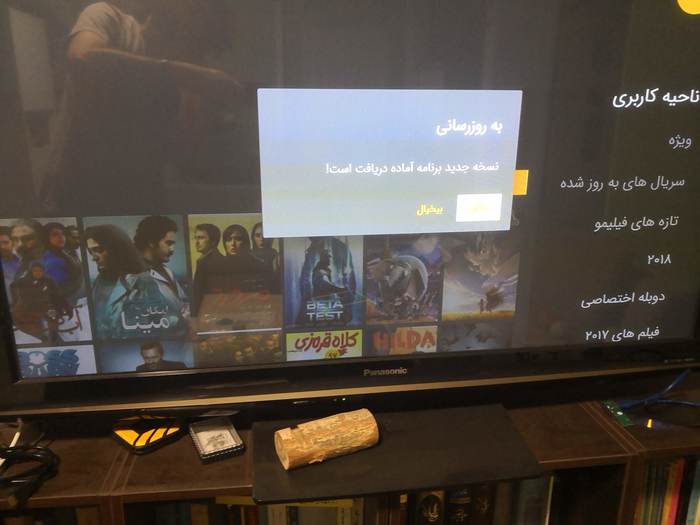 ناحیه کاربری
ویژه
سریال های به روز شده
تازه های فیلیمو
۲۰۱۸
دوبله اختصاصی
فیلم های ۲۰۱۷
به روزرسانی
نسخه جدید برنامه آماده دریافت است!
بیخیال
امکان
مینا
BETA
TEST
کلاه قرمزی
HILDA
Panasonic